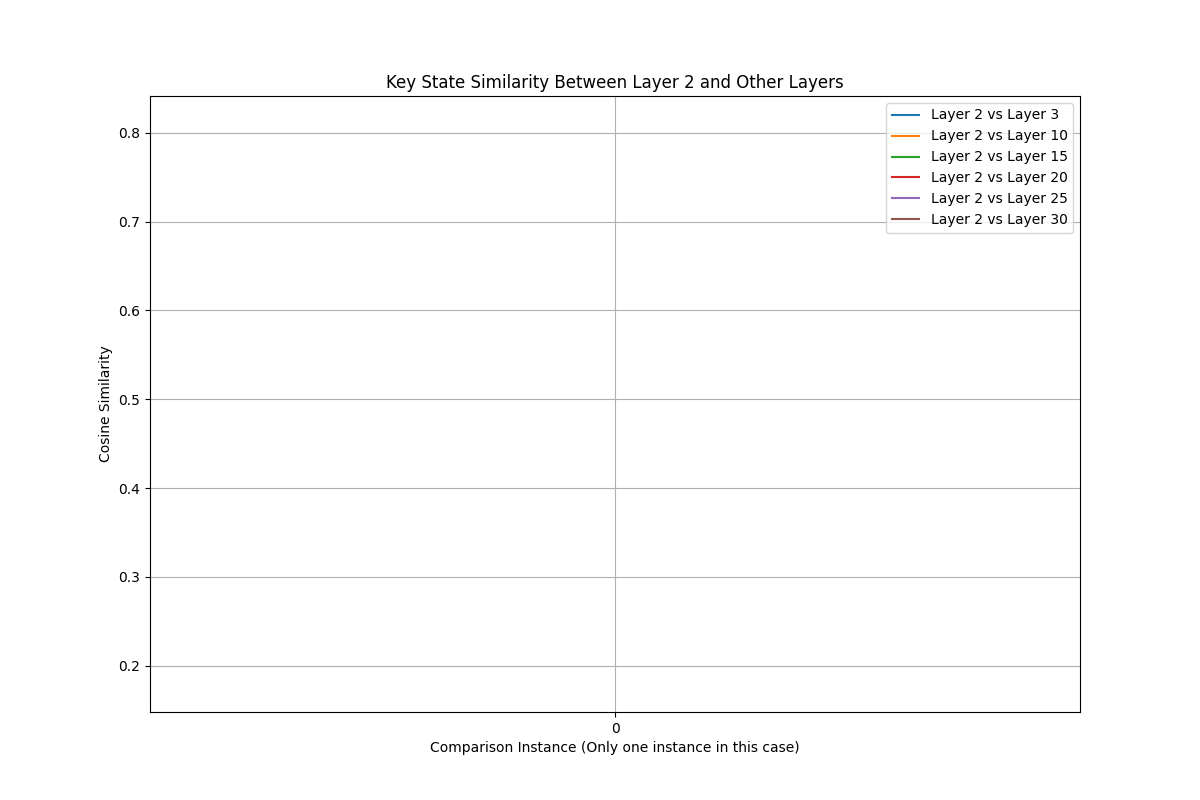 Key State Similarity Between Layer 2 and Other Layers
Layer 2 vs Layer 3
Layer 2 vs Layer 10
Layer 2 vs Layer 15
Layer 2 vs Layer 20
Layer 2 vs Layer 25
Layer 2 vs Layer 30
0.8
0.7
0.6
0.5
0.4
0.3
0.2
Cosine Similarity
0
Comparison Instance (Only one instance in this case)